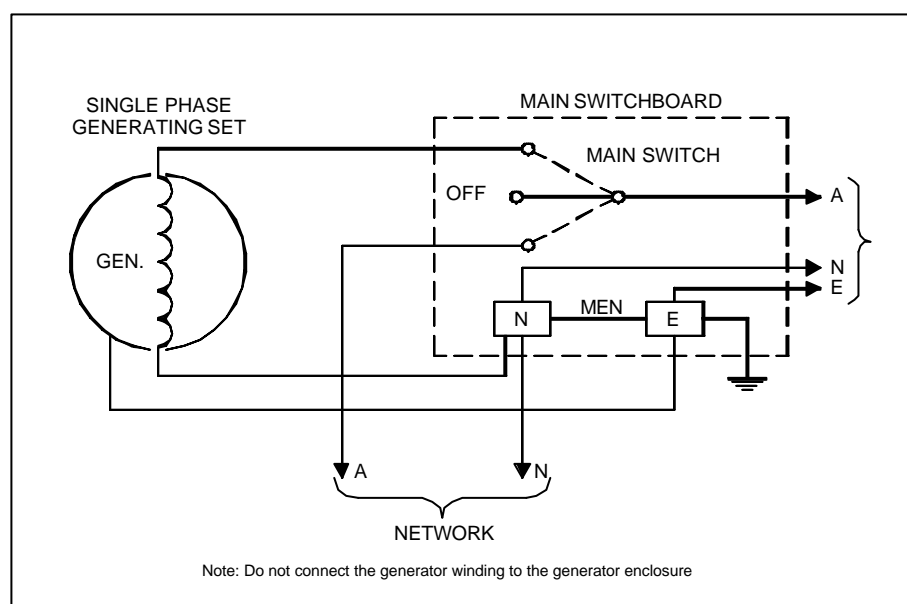 SINGLE PHASE
GENERATING SET
MAIN SWITCHBOARD
MAIN SWITCH
OFF
A
GEN.
N
E
N
MEN
E
A
N
NETWORK
Note: Do not connect the generator winding to the generator enclosure